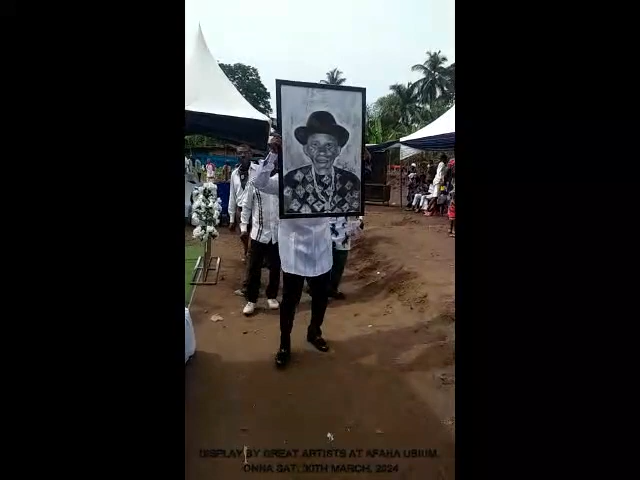 DISPLAY BY GREAT ARTISTS AT AFAHA UBIUM,
ONNA SAT. 30TH MARCH, 2024